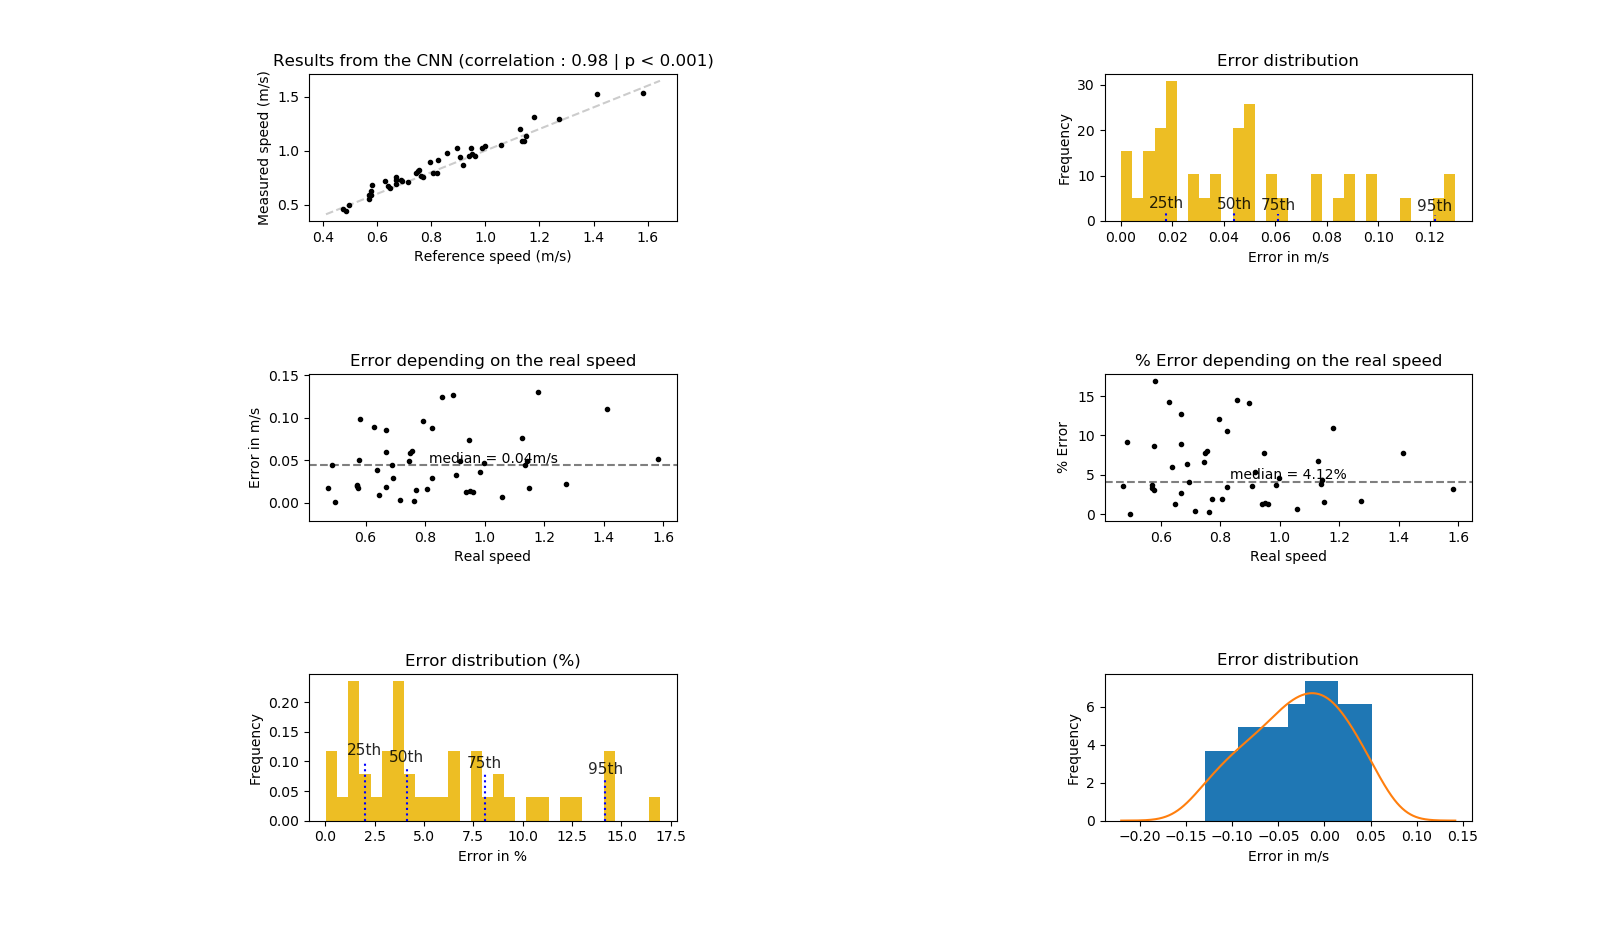 Results from the CNN (correlation : 0.98 | p < 0.001)
Measured speed (m/s)
1.5
1.0
0.5
0.4 0.6 0.8 1.0 1.2 1.4 1.6
Reference speed (m/s)
Error distribution
Frequency
30
20
10
0
25th 50th 75th 95th
0.00 0.02 0.04 0.06 0.08 0.10 0.12
Error in m/s
Error depending on the real speed
Error in m/s
0.15
0.10
0.05
0.00
median = 0.04m/s
0.6 0.8 1.0 1.2 1.4 1.6
Real speed
% Error depending on the real speed
% Error
15
10
5
0
median = 4.12%
0.6 0.8 1.0 1.2 1.4 1.6
Real speed
Error distribution (%)
Frequency
0.20
0.15
0.10
0.05
0.00
25th 50th 75th 95th
0.0 2.5 5.0 7.5 10.0 12.5 15.0 17.5
Error in %
Error distribution
Frequency
6
4
2
0
−0.20 −0.15 −0.10 −0.05 0.00 0.05 0.10 0.15
Error in m/s